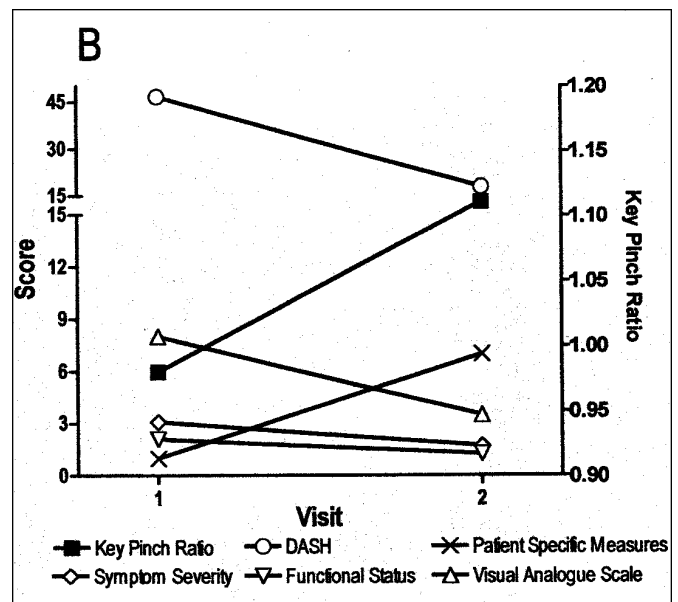 B
45
30
15
15
12
9
6
3
0
Score
1.20
1.15
1.10
1.05
1.00
0.95
0.90
Key Pinch Ratio
1 2
Visit
Key Pinch Ratio DASH Patient Specific Measures
Symptom Severity Functional Status Visual Analogue Scale